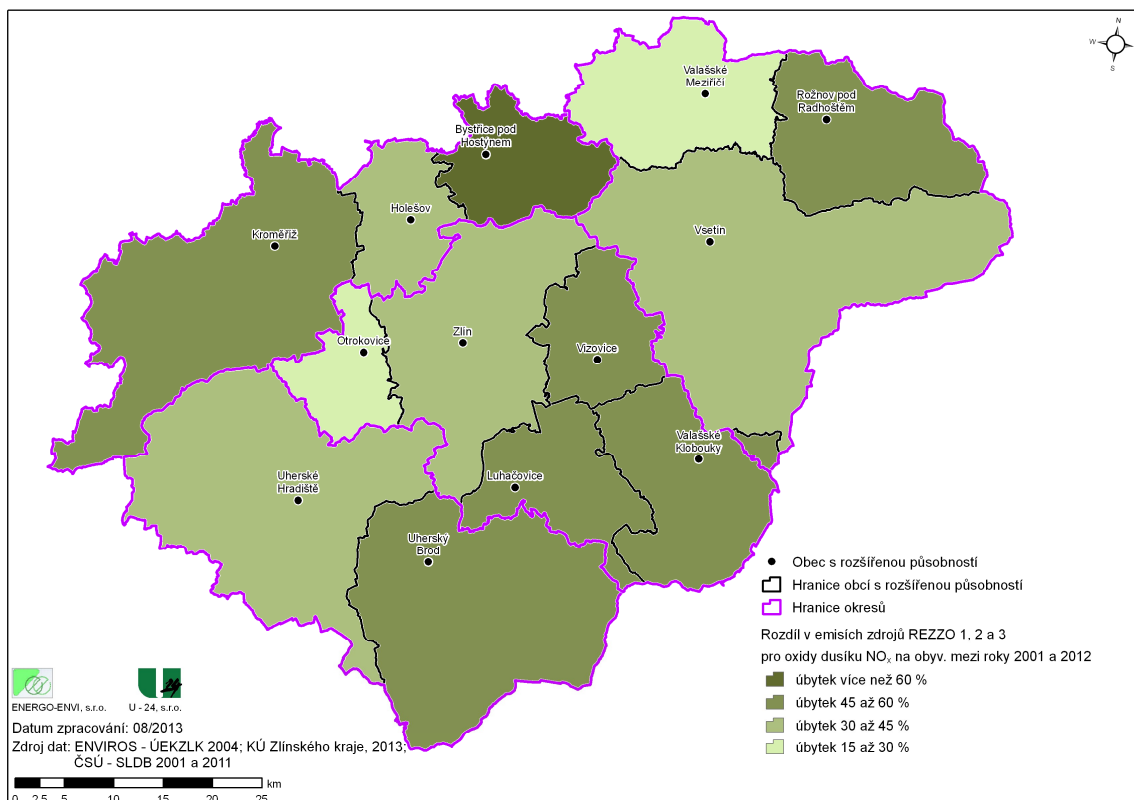 N
W
E
S
Valašské
Meziříčí
Rožnov pod
Radhoštěm
Bystřice pod
Hostýnem
Holešov
Kroměříž
Vsetín
Otrokovice
Zlín
Vizovice
Valašské
Klobouky
Uherské
Hradiště
Luhačovice
Uherský
Brod
Obec s rozšířenou působností
Hranice obcí s rozšířenou působností
Hranice okresů
Rozdíl v emisích zdrojů REZZO 1, 2 a 3
pro oxidy dusíku NOx na obyv. mezi roky 2001 a 2012
úbytek více než 60 %
úbytek 45 až 60 %
úbytek 30 až 45 %
úbytek 15 až 30 %
ENERGO-ENVI, s.r.o. U - 24, s.r.o.
Datum zpracování: 08/2013
Zdroj dat: ENVIROS - ÚEKZLK 2004; KÚ Zlínského kraje, 2013;
ČSÚ - SLDB 2001 a 2011
km
0 2,5 5 10 15 20 25